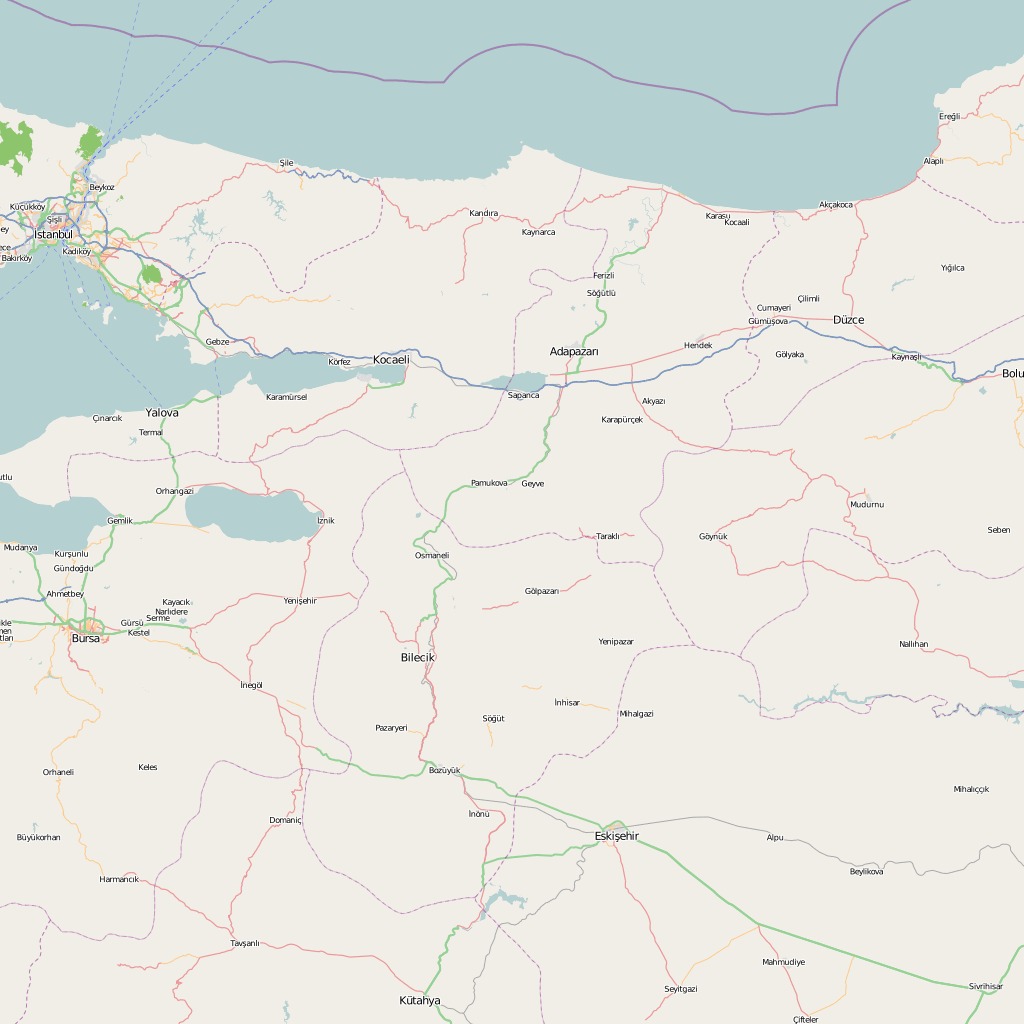 Ereğli
Alaplı
Şile
Beykoz
Küçükköy
Şişli
İstanbul
Kadıköy
Bakırköy
Kandıra
Kaynarca
Karasu
Kocaali
Akçakoca
Yığılca
Ferizli
Söğütlü
Çilimli
Cumayeri
Gümüşova
Düzce
Gebze
Körfez
Kocaeli
Adapazarı
Hendek
Gölyaka
Kaynaşlı
Bolu
Sapanca
Karamürsel
Akyazı
Karapürçek
Yalova
Çınarcık
Termal
Orhangazi
Pamukova
Geyve
Mudurnu
Gemlik
İznik
Taraklı
Göynük
Seben
Mudanya
Kurşunlu
Gündoğdu
Osmaneli
Ahmetbey
Kayacık
Narlıdere
Yenişehir
Gölpazarı
Gürsu
Serme
Kestel
Bursa
Yenipazar
Nallıhan
Bilecik
İnegöl
İnhisar
Söğüt
Mihalgazi
Pazaryeri
Orhaneli
Keles
Bozüyük
Mihalıççık
Domaniç
İnönü
Büyükorhan
Eskişehir
Alpu
Harmancık
Beylikova
Tavşanlı
Mahmudiye
Kütahya
Seyitgazi
Sivrihisar
Çifteler